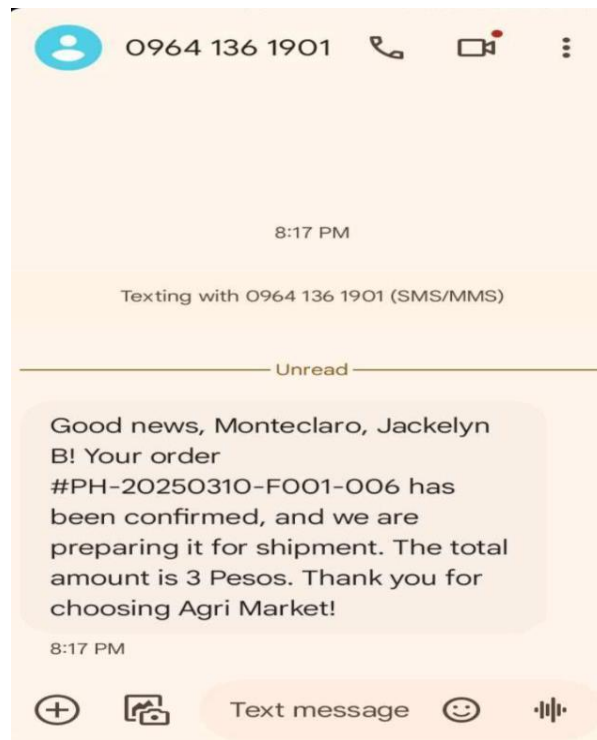 0964 136 1901
8:17 PM
Texting with 0964 136 1901 (SMS/MMS)
Unread
Good news, Monteclaro, Jackelyn
B! Your order
#PH-20250310-F001-006 has
been confirmed, and we are
preparing it for shipment. The total
amount is 3 Pesos. Thank you for
choosing Agri Market!
8:17 PM
Text message